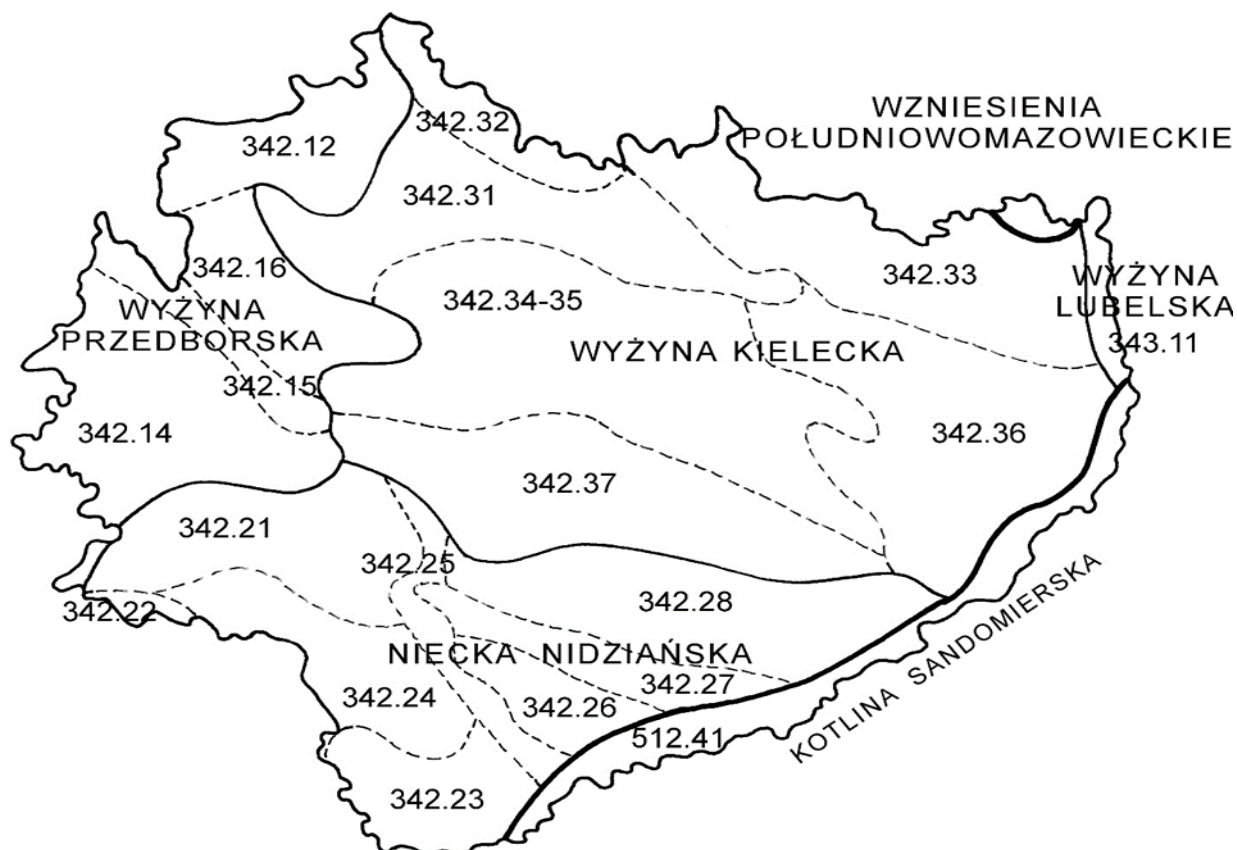 WZNIESIENIA
POŁUDNIOWOMAZOWIECKIE
342.32
342.12
342.31
342.16
342.33
WYŻYNA
LUBELSKA
343.11
342.34-35
WYŻYNA
PRZEDBORSKA
WYŻYNA KIELECKA
342.15
342.14
342.36
342.37
342.21
342.25
342.22
342.28
NIECKA NIDZIAŃSKA
342.27
342.24
342.26
512.41
KOTLINA SANDOMIERSKA
342.23